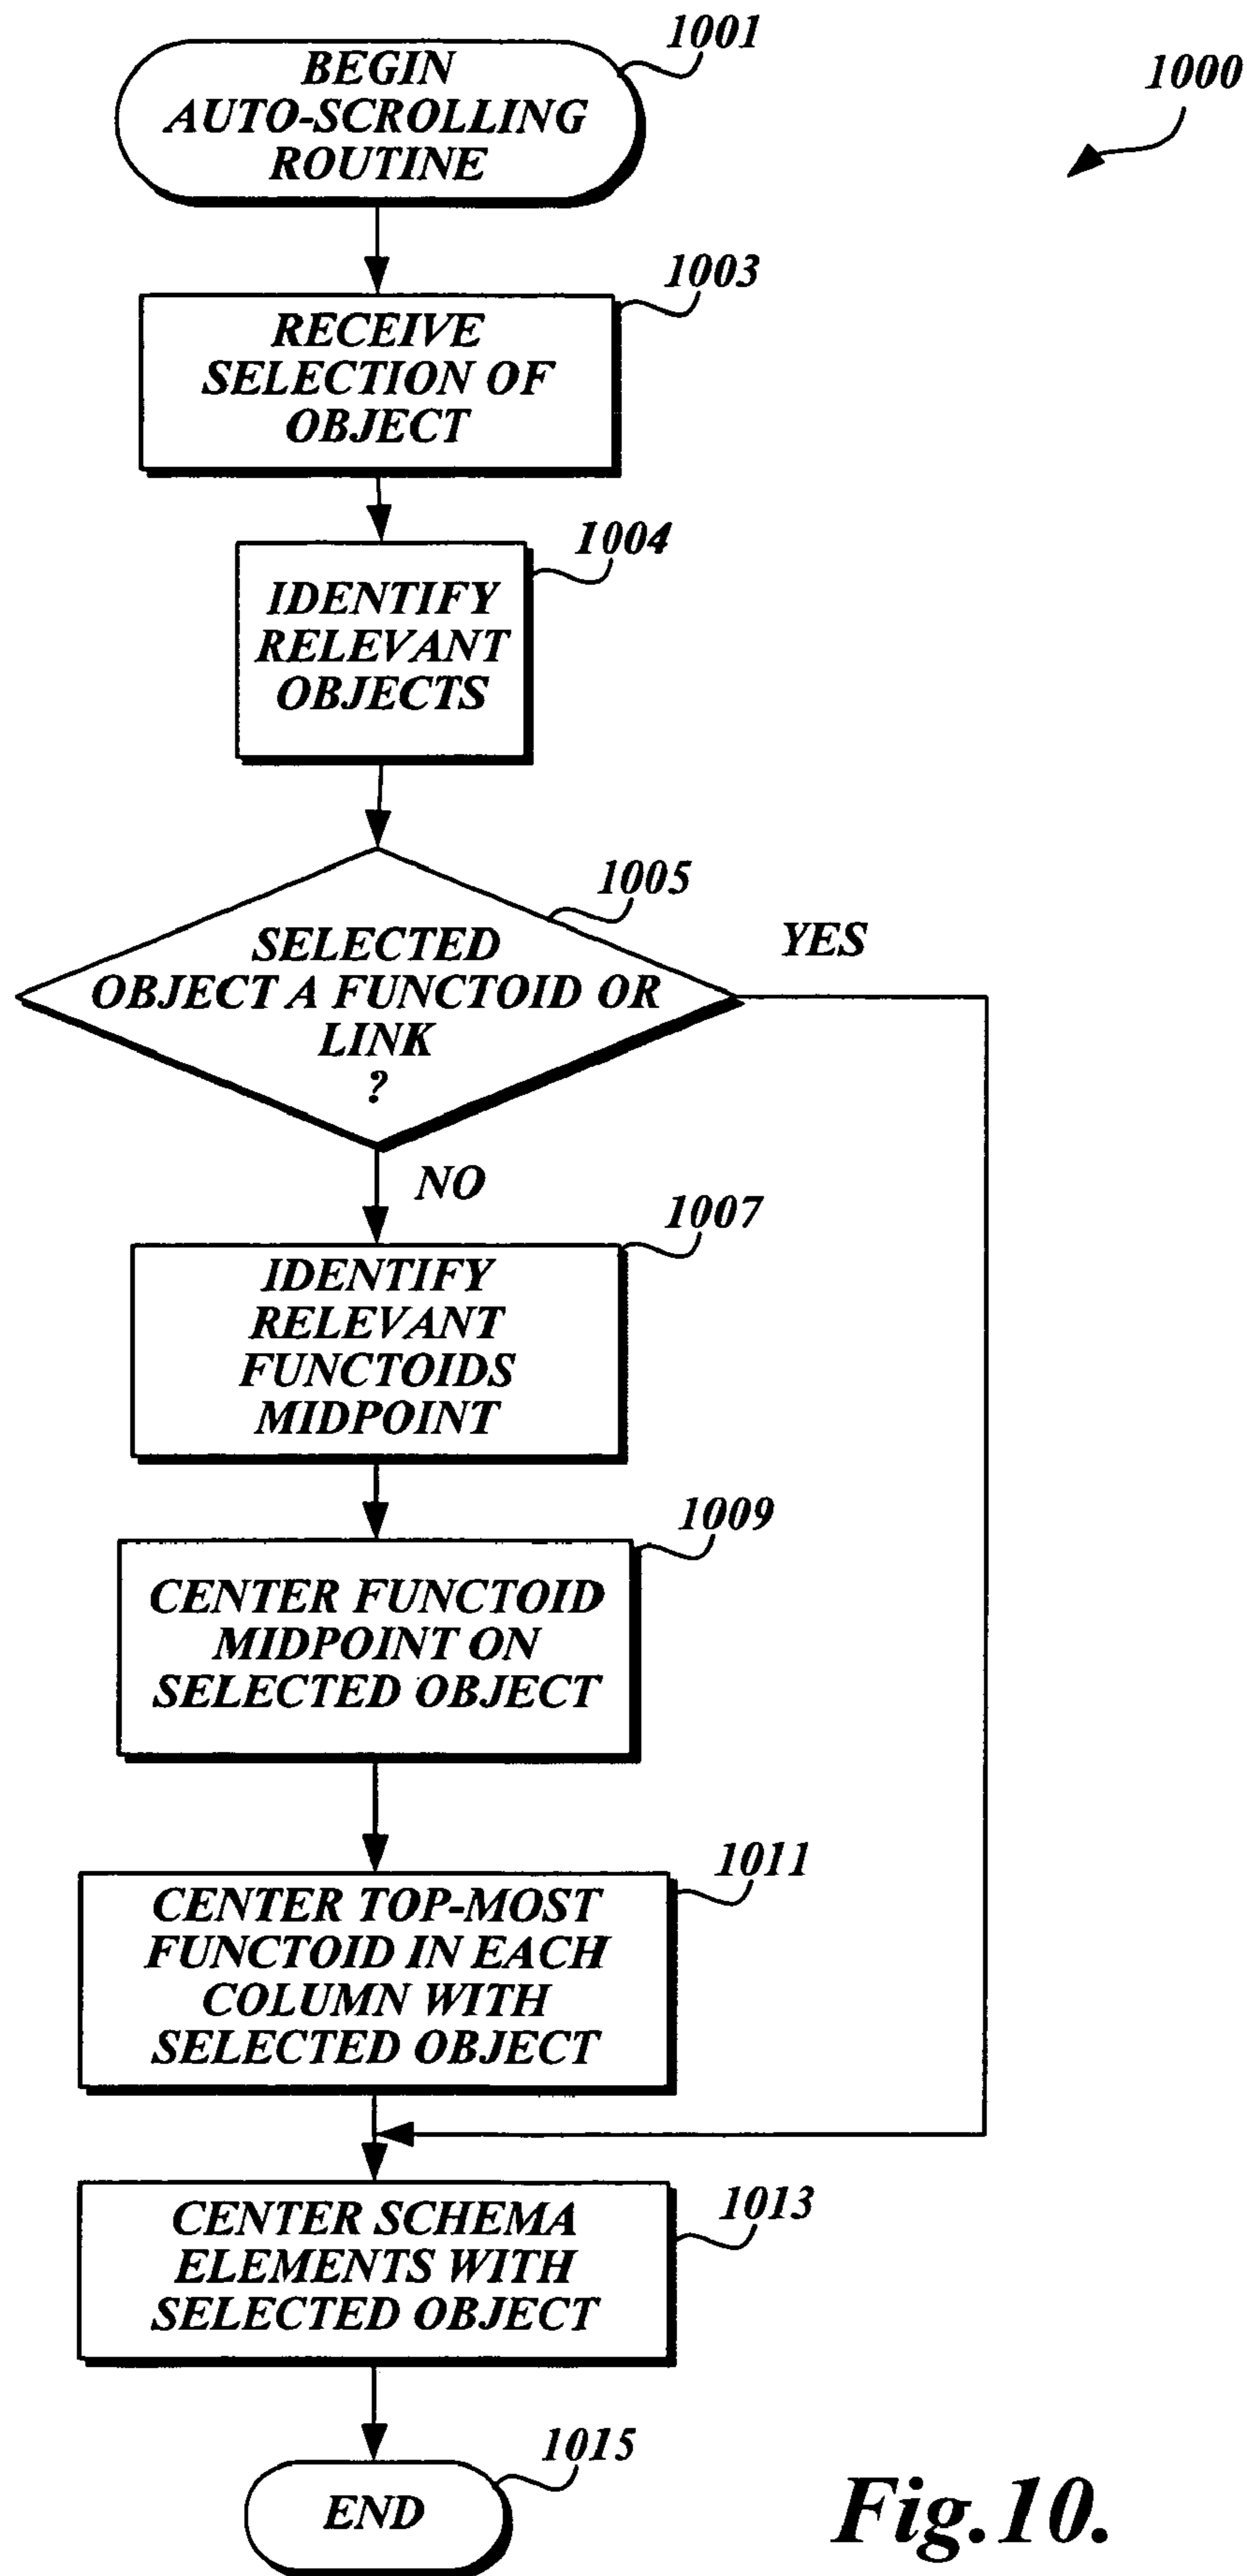 1001
1000
BEGIN
AUTO-SCROLLING
ROUTINE
1003
RECEIVE
SELECTION OF
OBJECT
1004
IDENTIFY
RELEVANT
OBJECTS
1005
YES
SELECTED
OBJECT A FUNCTOID OR
LINK
?
NO
1007
IDENTIFY
RELEVANT
FUNCTOIDS
MIDPOINT
1009
CENTER FUNCTOID
MIDPOINT ON
SELECTED OBJECT
1011
CENTER TOP-MOST
FUNCTOID IN EACH
COLUMN WITH
SELECTED OBJECT
1013
CENTER SCHEMA
ELEMENTS WITH
SELECTED OBJECT
1015
END
Fig.10.